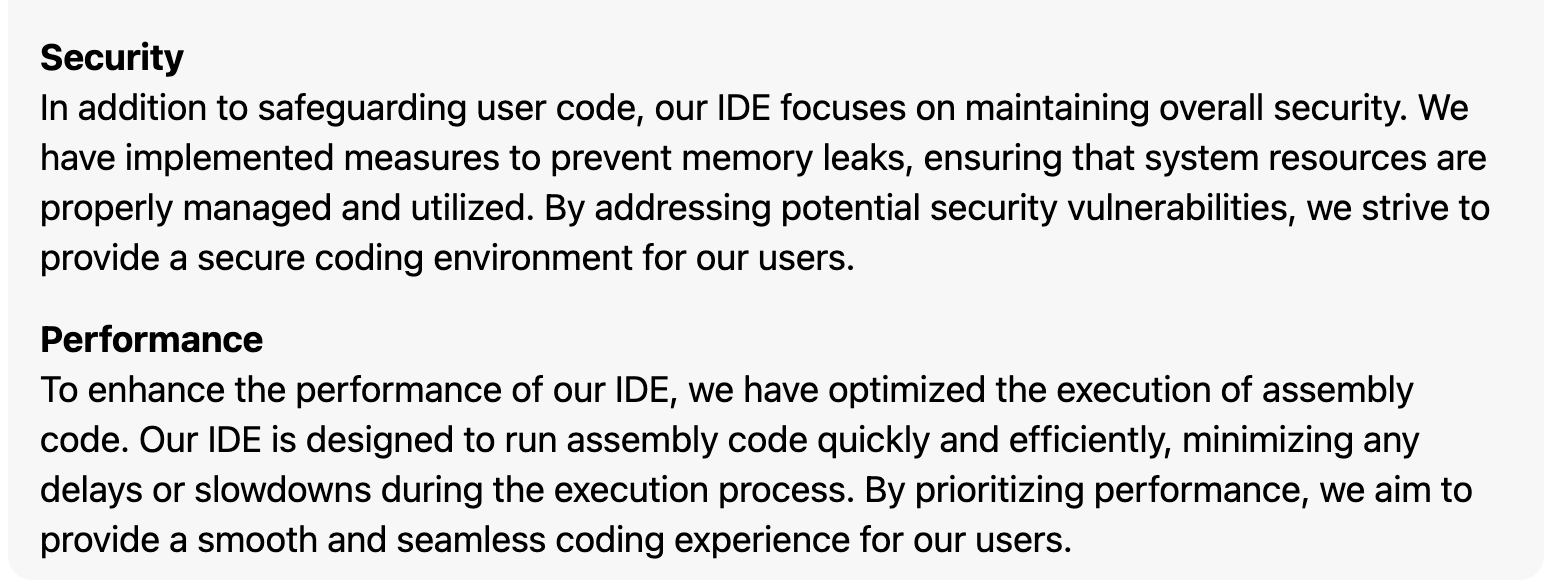 Security
In addition to safeguarding user code, our IDE focuses on maintaining overall security. We
have implemented measures to prevent memory leaks, ensuring that system resources are
properly managed and utilized. By addressing potential security vulnerabilities, we strive to
provide a secure coding environment for our users.
Performance
To enhance the performance of our IDE, we have optimized the execution of assembly
code. Our IDE is designed to run assembly code quickly and efficiently, minimizing any
delays or slowdowns during the execution process. By prioritizing performance, we aim to
provide a smooth and seamless coding experience for our users.